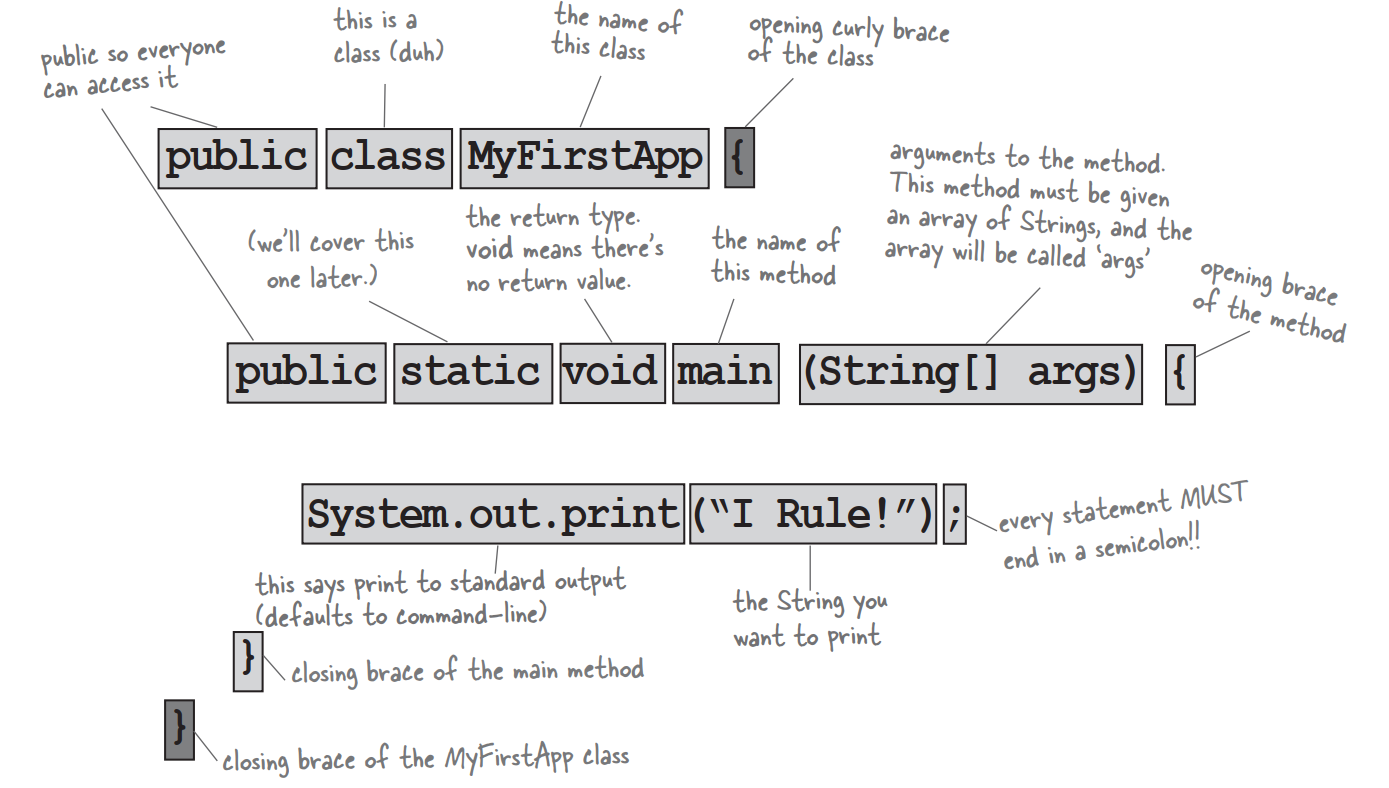 public so everyone
can access it
this is a
class (duh)
the name of
this class
opening curly brace
of the class
public class MyFirstApp {
(we'll cover this
one later.)
the return type.
void means there's
no return value.
the name of
this method
arguments to the method.
This method must be given
an array of Strings, and the
array will be called ‘args’
opening brace
of the method
public static void main (String[] args) {
System.out.print(“I Rule!”);
every statement MUST
end in a semicolon!!
this says print to standard output
(defaults to command-line)
the String you
want to print
}
closing brace of the main method
}
closing brace of the MyFirstApp class